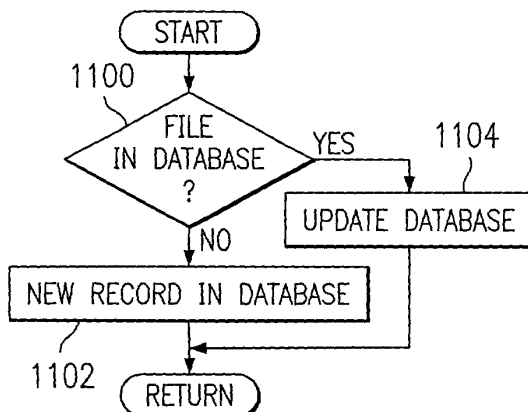 START
1100
FILE
IN DATABASE
?
YES
1104
UPDATE DATABASE
NO
NEW RECORD IN DATABASE
1102
RETURN